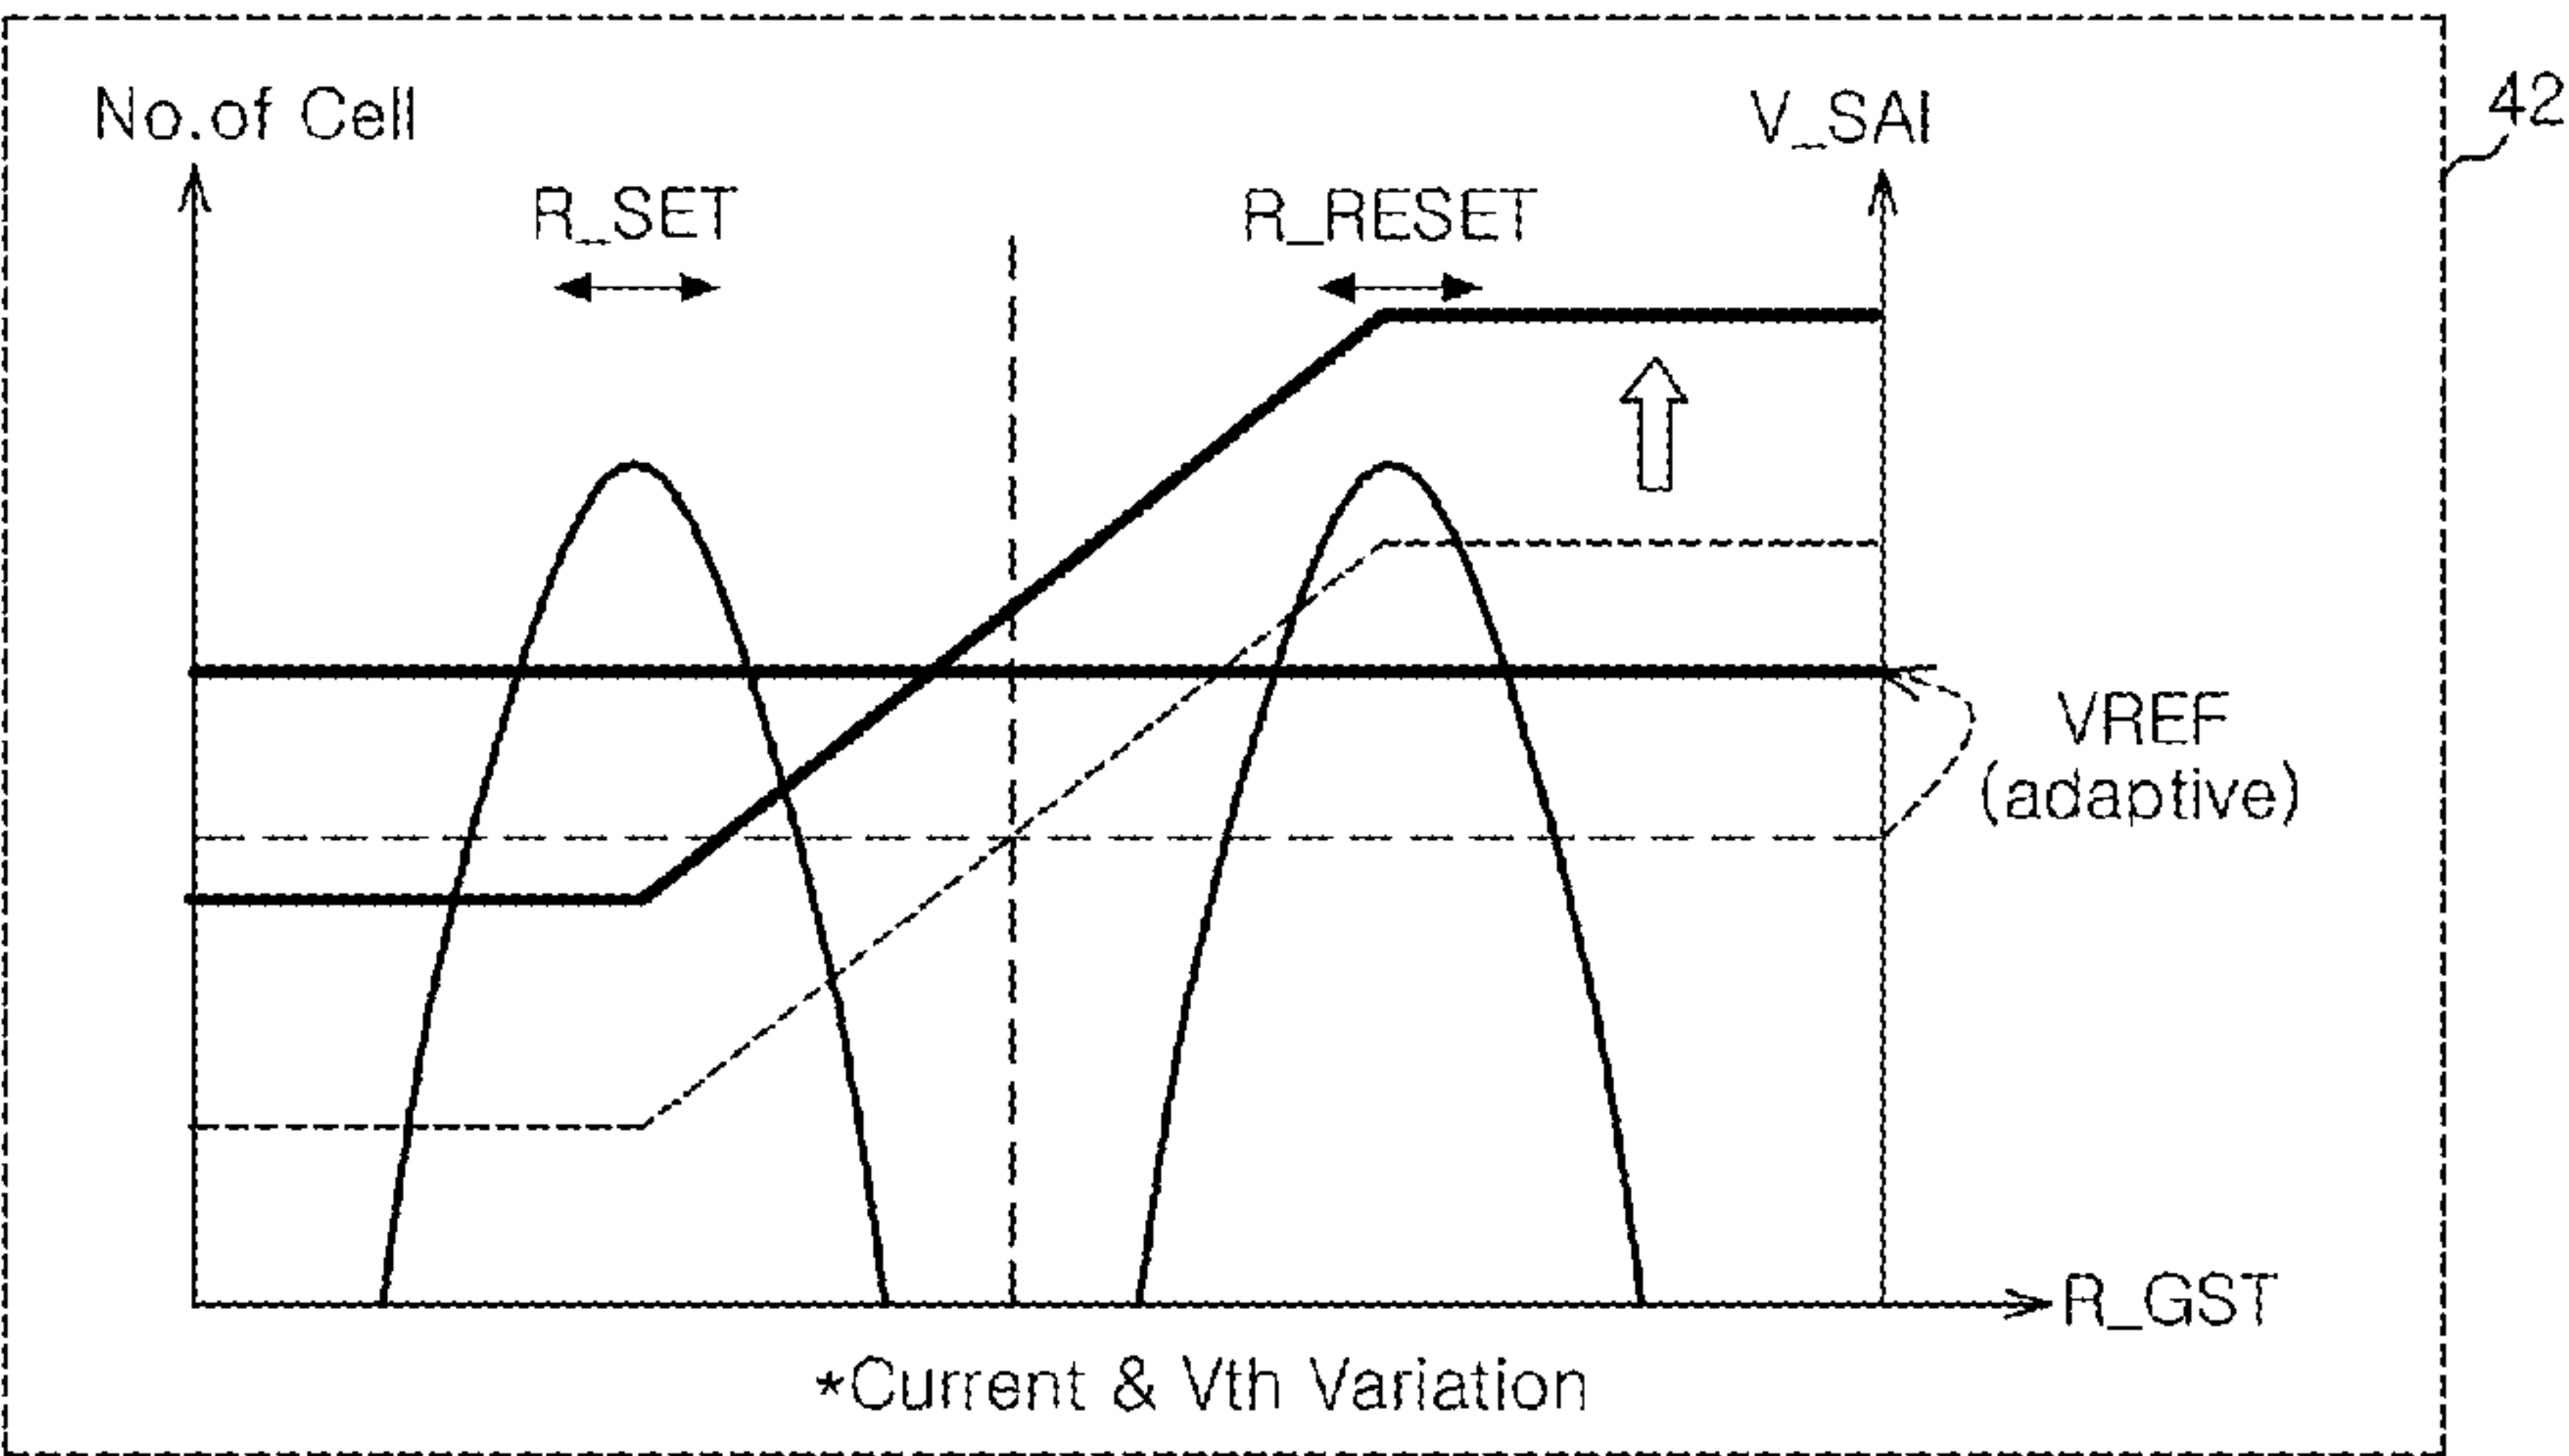 No.of Cell
V_SAI
42
R_SET
R_RESET
VREF
(adaptive)
R_GST
*Current & Vth Variation